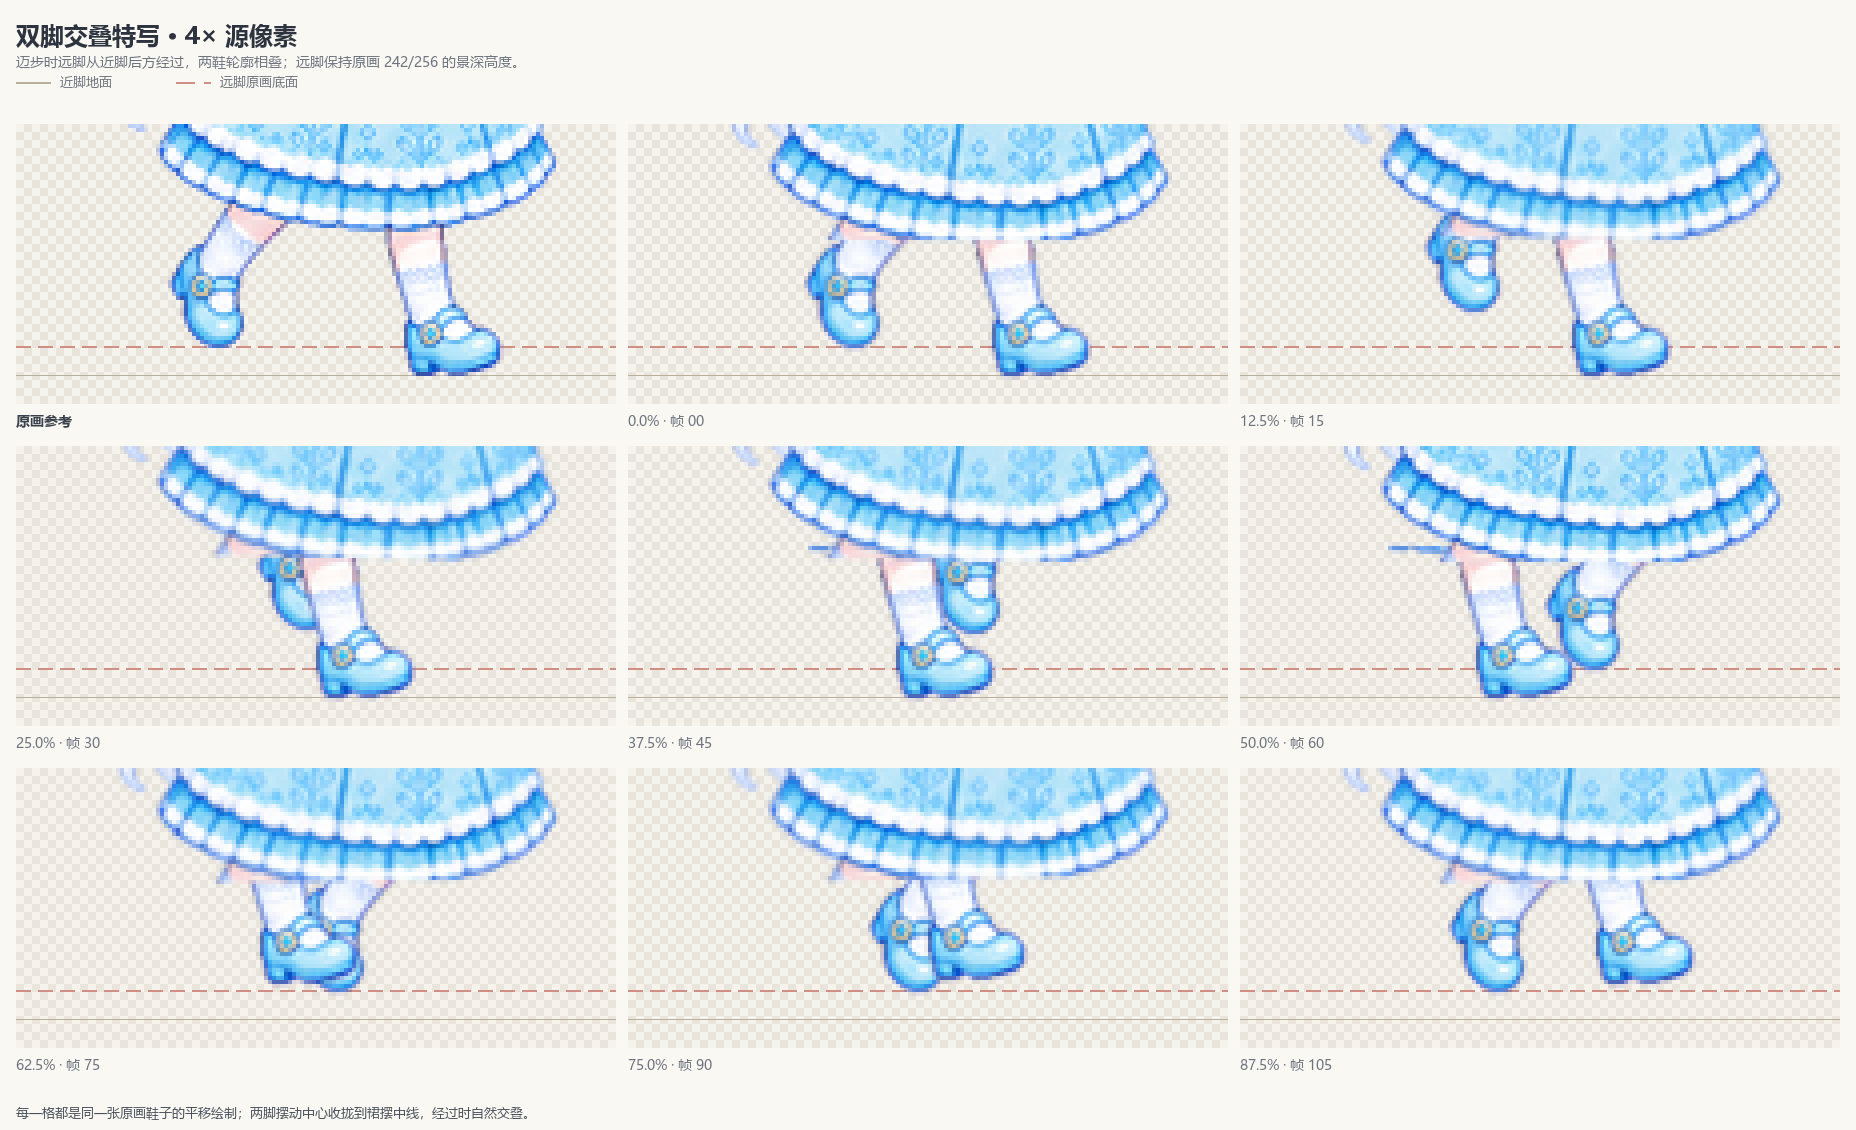 双脚交叠特写 • 4× 源像素
迈步时远脚从近脚后方经过，两鞋轮廓相叠；远脚保持原画 242/256 的景深高度。
近脚地面 远脚原画底面
原画参考 0.0% · 帧 00 12.5% · 帧 15
25.0% · 帧 30 37.5% · 帧 45 50.0% · 帧 60
62.5% · 帧 75 75.0% · 帧 90 87.5% · 帧 105
每一格都是同一张原画鞋子的平移绘制；两脚摆动中心收拢到裙摆中线，经过时自然交叠。